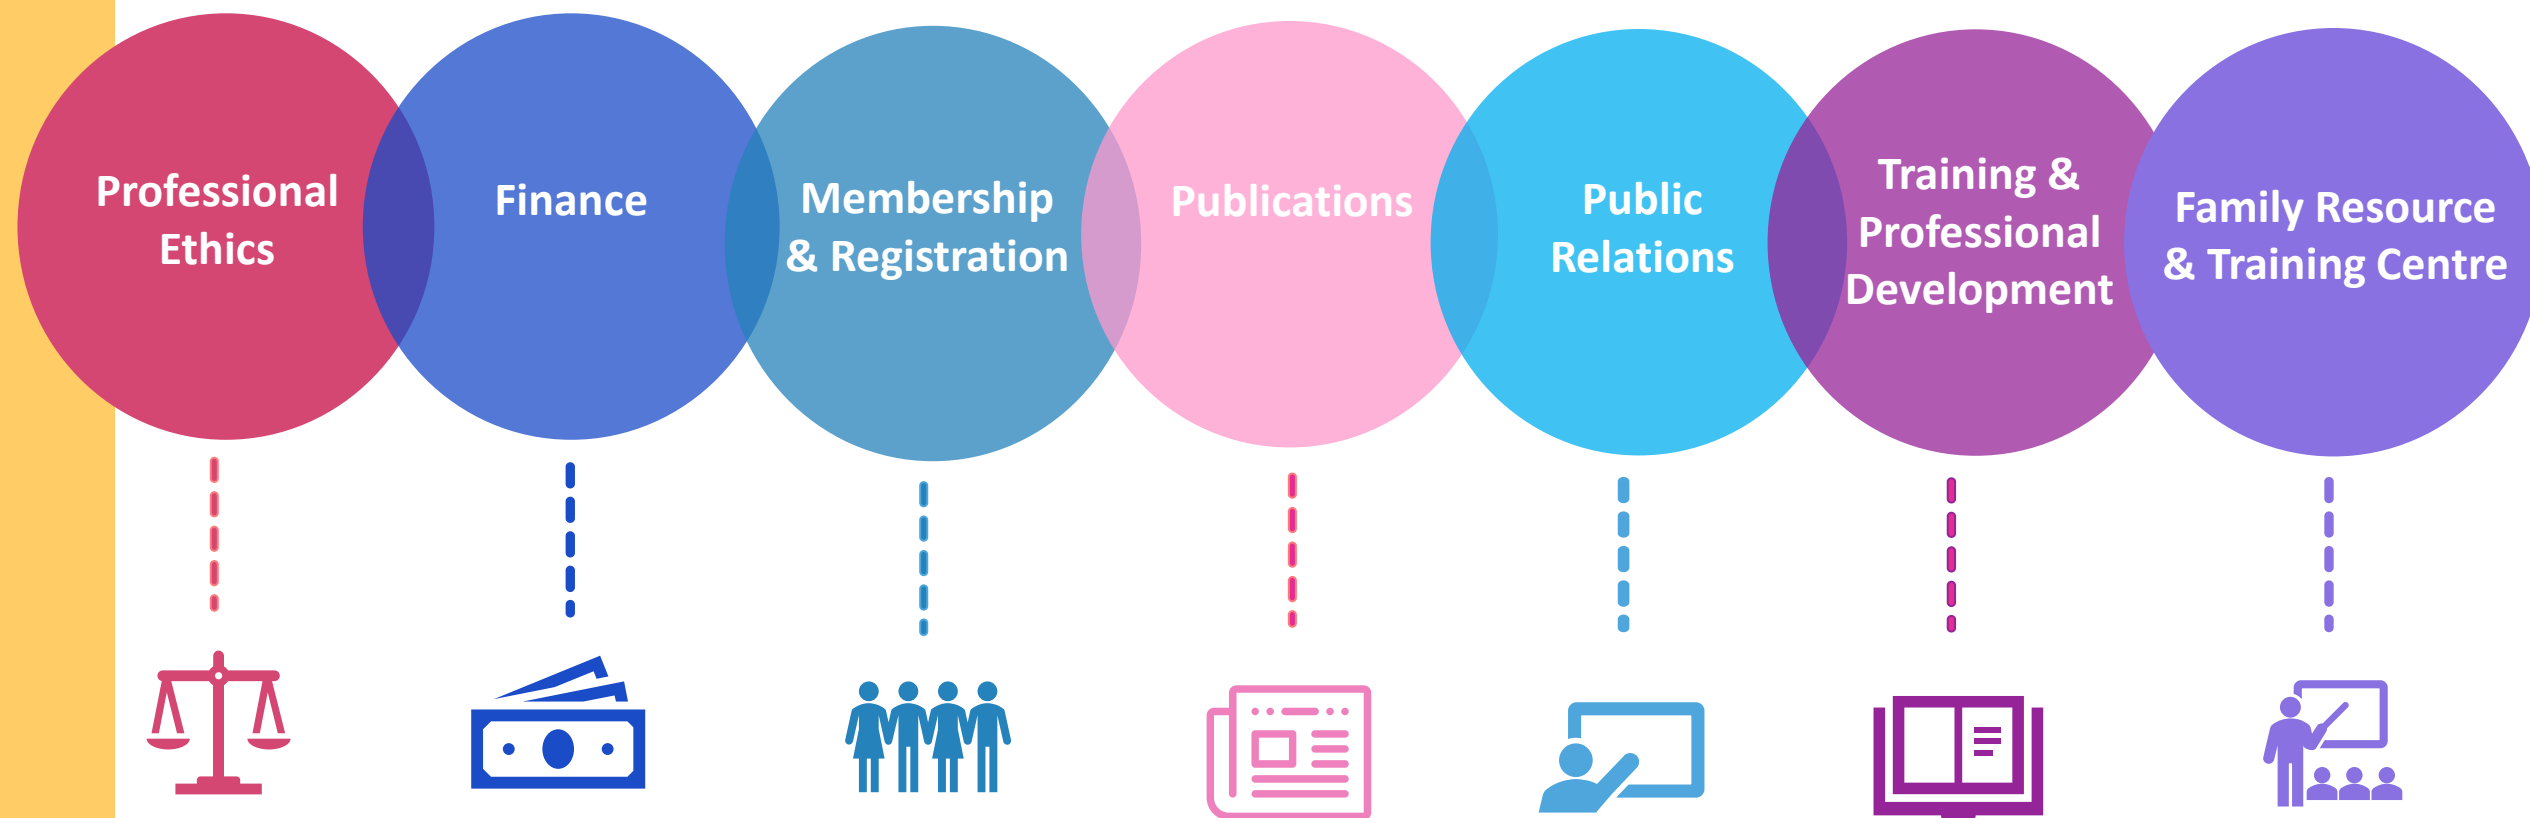 Professional
Ethics
Finance
Membership
& Registration
Publications
Public
Relations
Training &
Professional
Development
Family Resource
& Training Centre